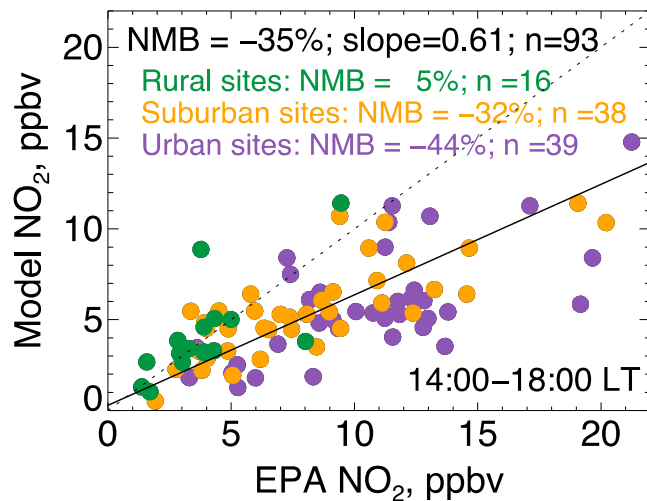 NMB = −35%; slope=0.61; n=93
Rural sites: NMB =   5%; n =16
Suburban sites: NMB = −32%; n =38
Urban sites: NMB = −44%; n =39
20
15
10
5
0
Model NO₂, ppbv
14:00−18:00 LT
0 5 10 15 20
EPA NO₂, ppbv